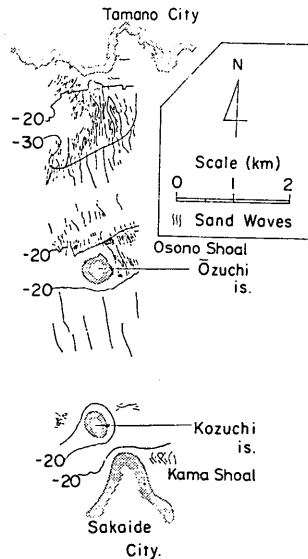 Tamano City
-20
-30
N
Scale (km)
0 1 2
Sand Waves
Osono Shoal
-20
Ōzuchi
is.
-20
Kozuchi
is.
-20
-20
Kama Shoal
Sakaide
City.